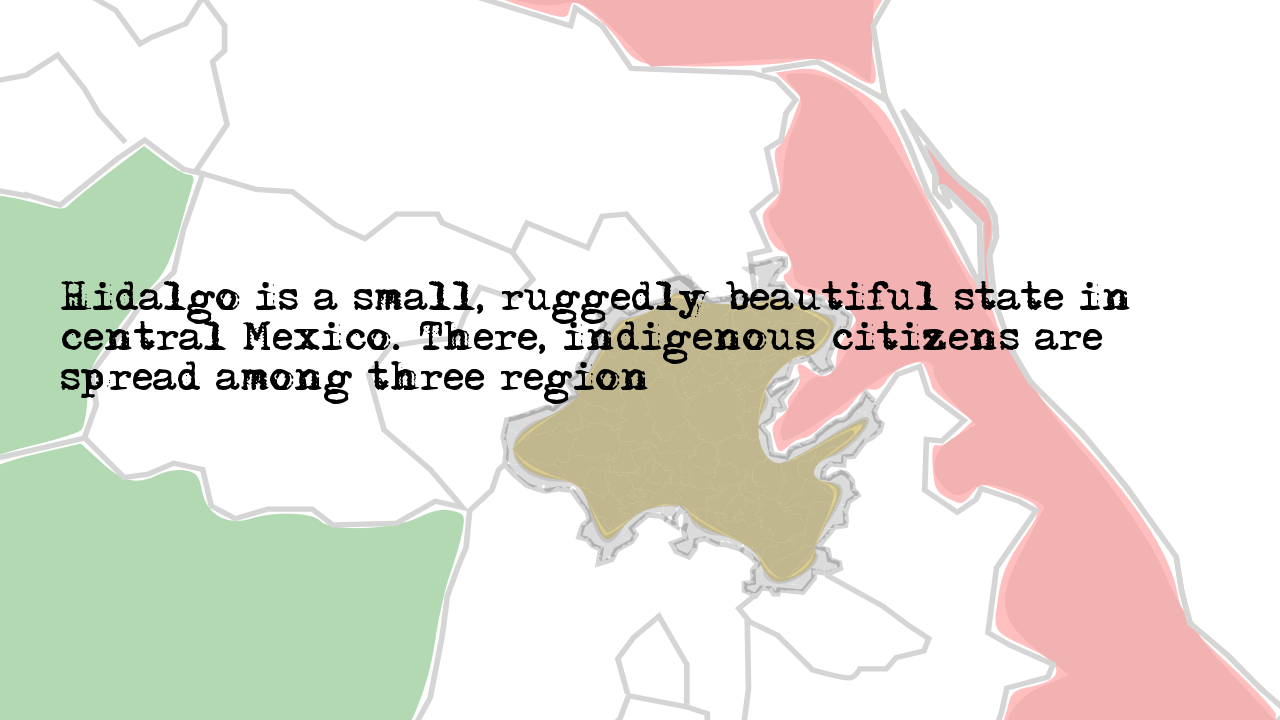 Hidalgo is a small, ruggedly beautiful state in
central Mexico. There, indigenous citizens are
spread among three region